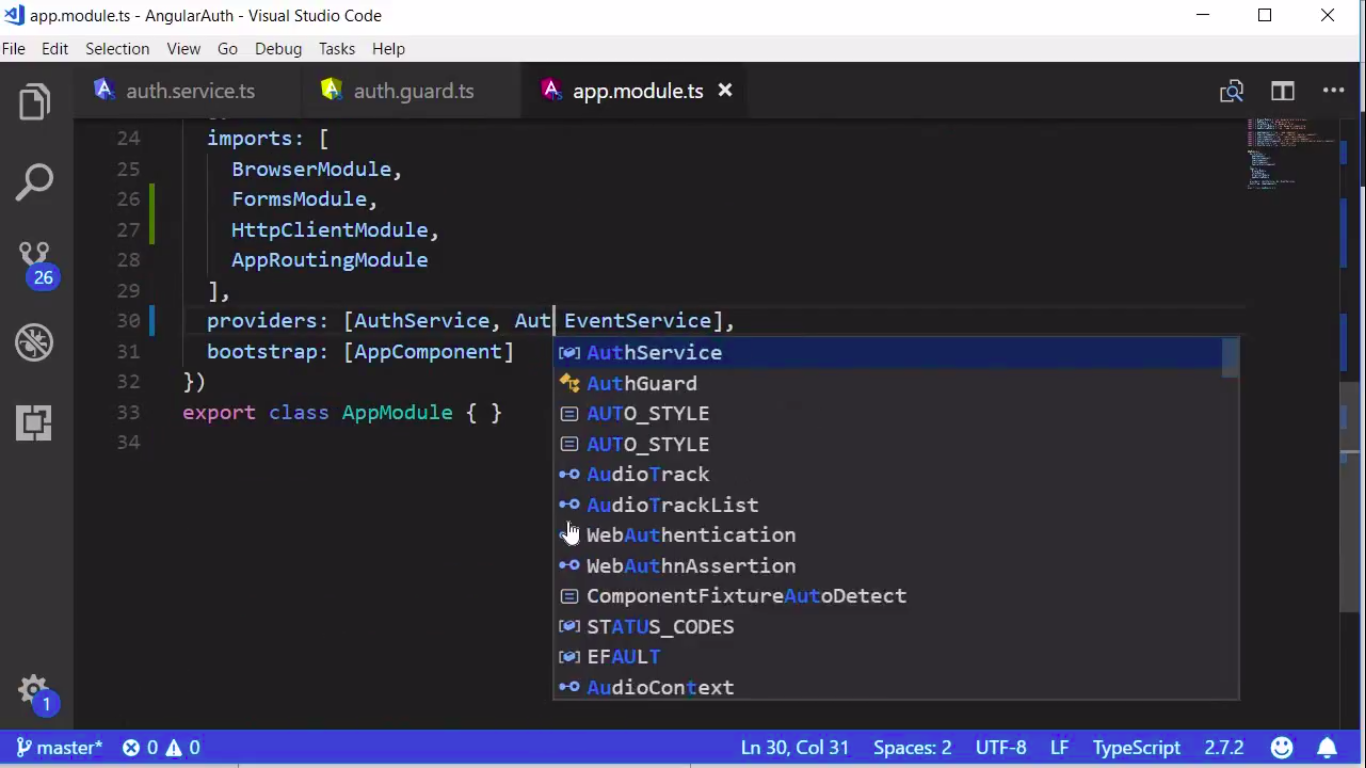 app.module.ts - AngularAuth - Visual Studio Code
File Edit Selection View Go Debug Tasks Help
auth.service.ts auth.guard.ts app.module.ts
24 imports: [
25 BrowserModule,
26 FormsModule,
27 HttpClientModule,
28 AppRoutingModule
29 ],
30 providers: [AuthService, Aut EventService],
31 bootstrap: [AppComponent]
32 })
33 export class AppModule { }
34
AuthService
AuthGuard
AUTO_STYLE
AUTO_STYLE
AudioTrack
AudioTrackList
WebAuthentication
WebAuthnAssertion
ComponentFixtureAutoDetect
STATUS_CODES
EFAULT
AudioContext
26
1
master* 0 0 Ln 30, Col 31 Spaces: 2 UTF-8 LF TypeScript 2.7.2